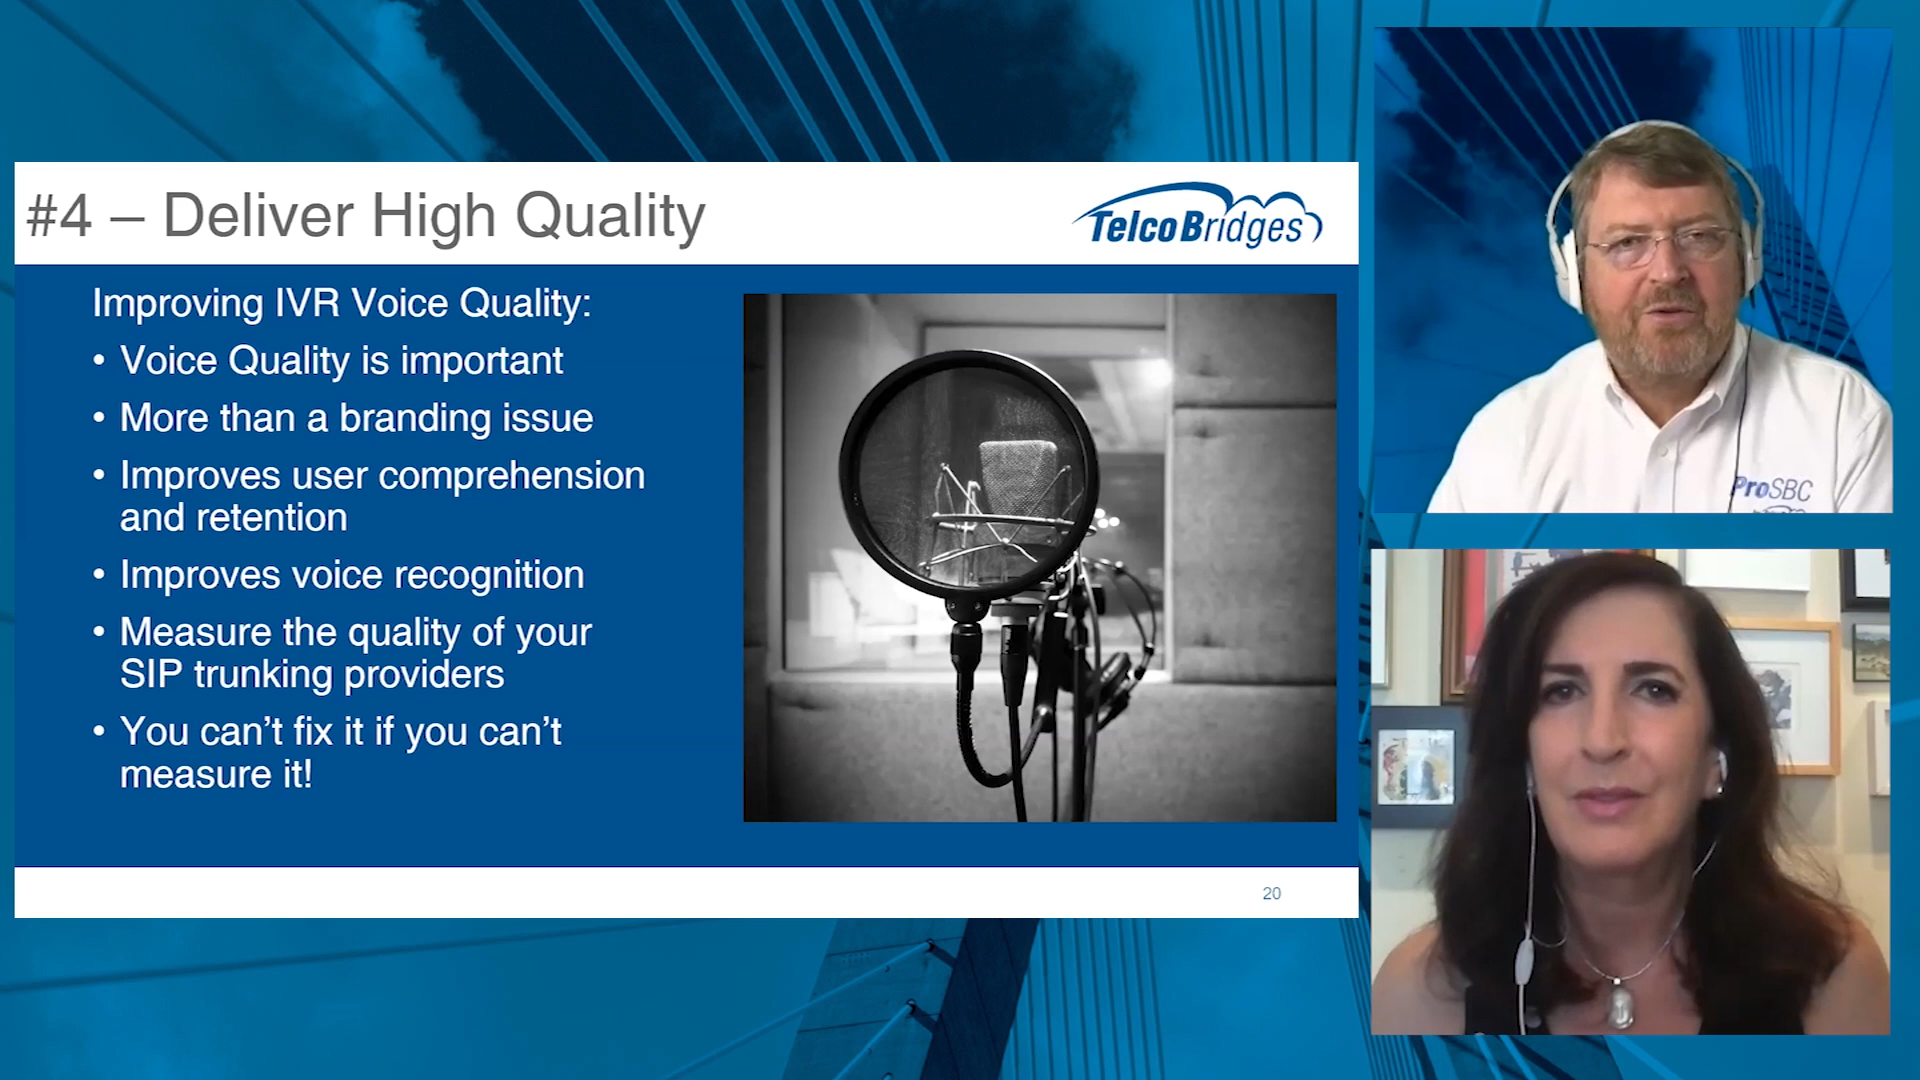 #4 – Deliver High Quality
TelcoBridges
Improving IVR Voice Quality:
• Voice Quality is important
• More than a branding issue
• Improves user comprehension
and retention
• Improves voice recognition
• Measure the quality of your
SIP trunking providers
• You can’t fix it if you can’t
measure it!
20
ProSBC